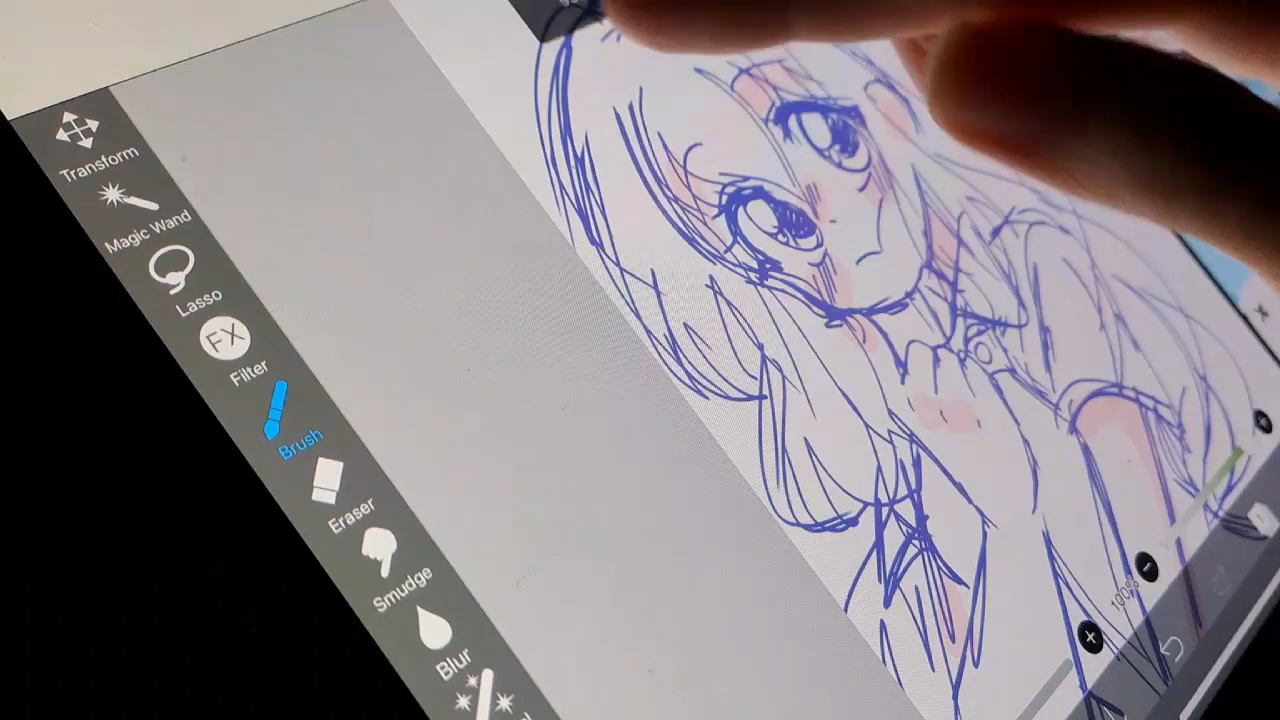 Transform
Magic Wand
Lasso
FX
Filter
Brush
Eraser
Smudge
Blur
100%